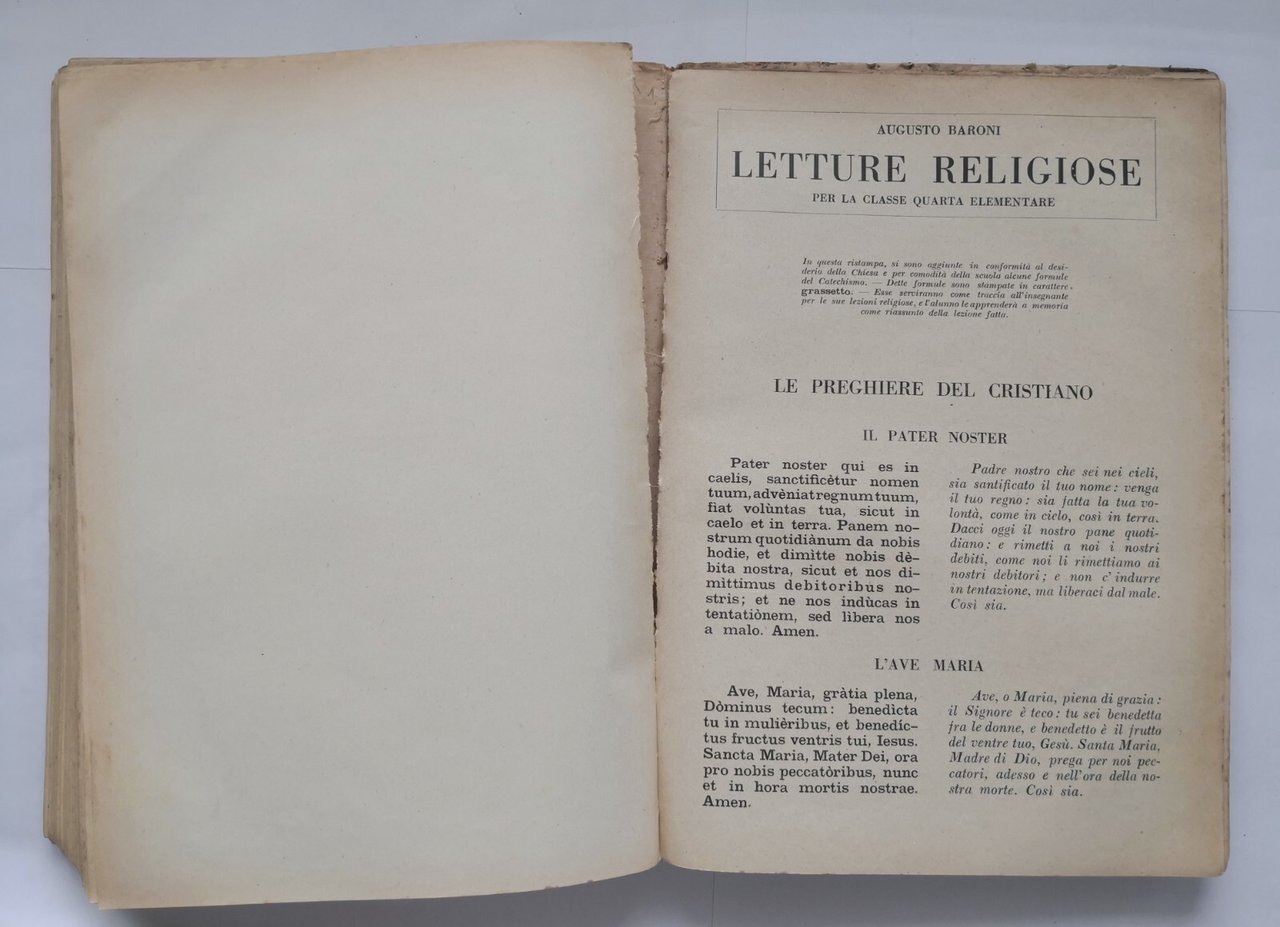 AUGUSTO BARONI
LETTURE RELIGIOSE
PER LA CLASSE QUARTA ELEMENTARE
In questa ristampa, si sono aggiunte in conformità al desi-
derio della Chiesa e per comodità della scuola alcune formule
del Catechismo. — Dette formule sono stampate in carattere
grassetto. — Esse serviranno come traccia all'insegnante
per le sue lezioni religiose, e l'alunno le apprenderà a memoria
come riassunto della lezione fatta.
LE PREGHIERE DEL CRISTIANO
IL PATER NOSTER
Pater noster qui es in
caelis, sanctificètur nomen
tuum, advèniat regnum tuum,
fiat volùntas tua, sicut in
caelo et in terra. Panem no-
strum quotidiànum da nobis
hodie, et dimìtte nobis dè-
bita nostra, sicut et nos di-
mìttimus debitoribus no-
stris; et ne nos indùcas in
tentatiònem, sed lìbera nos
a malo. Amen.
Padre nostro che sei nei cieli,
sia santificato il tuo nome: venga
il tuo regno: sia fatta la tua vo-
lontà, come in cielo, così in terra.
Dacci oggi il nostro pane quoti-
diano: e rimetti a noi i nostri
debiti, come noi li rimettiamo ai
nostri debitori; e non c'indurre
in tentazione, ma liberaci dal male.
Così sia.
L'AVE MARIA
Ave, Maria, gràtia plena,
Dòminus tecum: benedìcta
tu in mulièribus, et benedíc-
tus fructus ventris tui, Iesus.
Sancta Maria, Mater Dei, ora
pro nobis peccatòribus, nunc
et in hora mortis nostrae.
Amen.
Ave, o Maria, piena di grazia:
il Signore è teco: tu sei benedetta
fra le donne, e benedetto è il frutto
del ventre tuo, Gesù. Santa Maria,
Madre di Dio, prega per noi pec-
catori, adesso e nell'ora della no-
stra morte. Così sia.